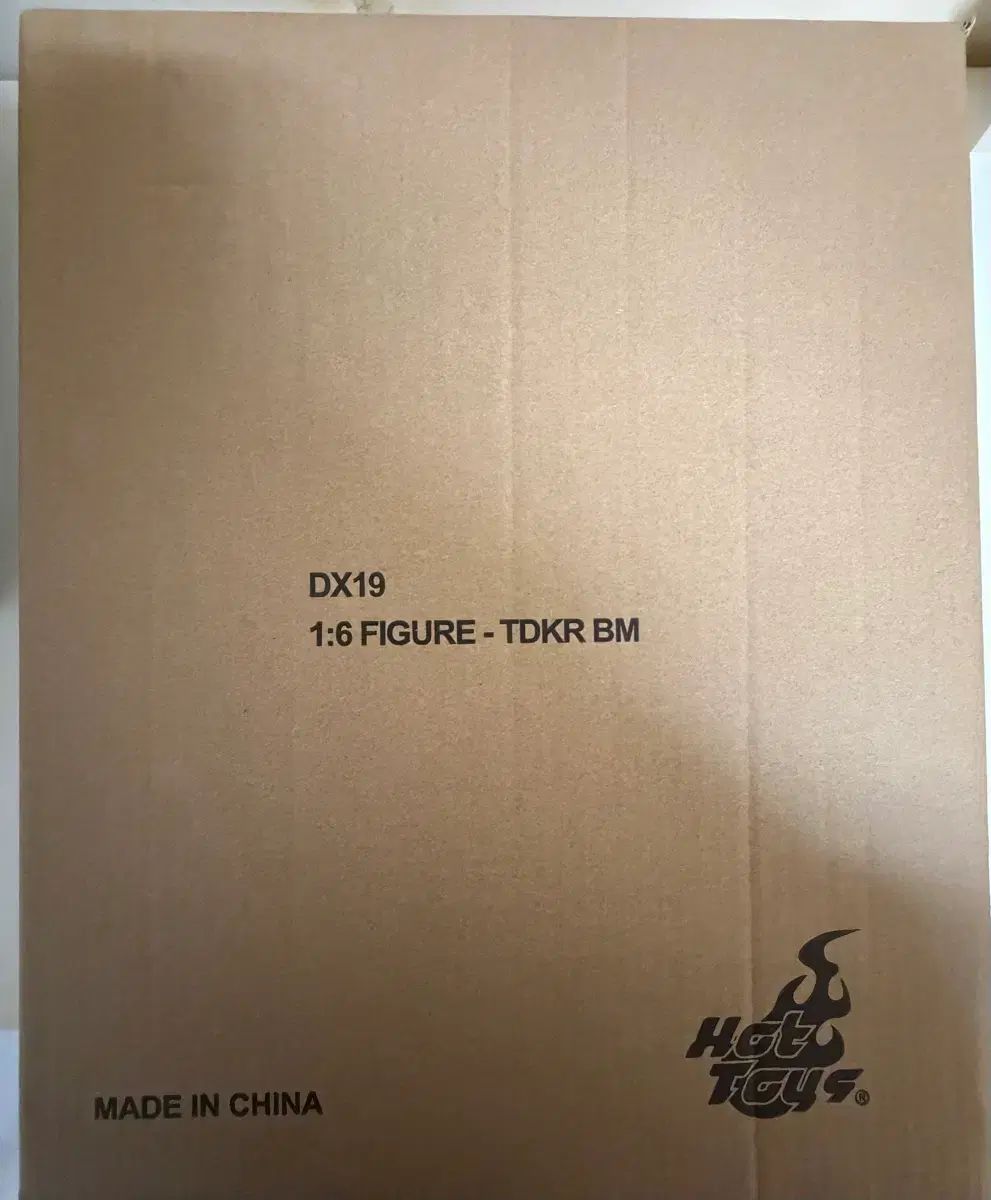 DX19
1:6 FIGURE - TDKR BM
Hot
Toys®
MADE IN CHINA